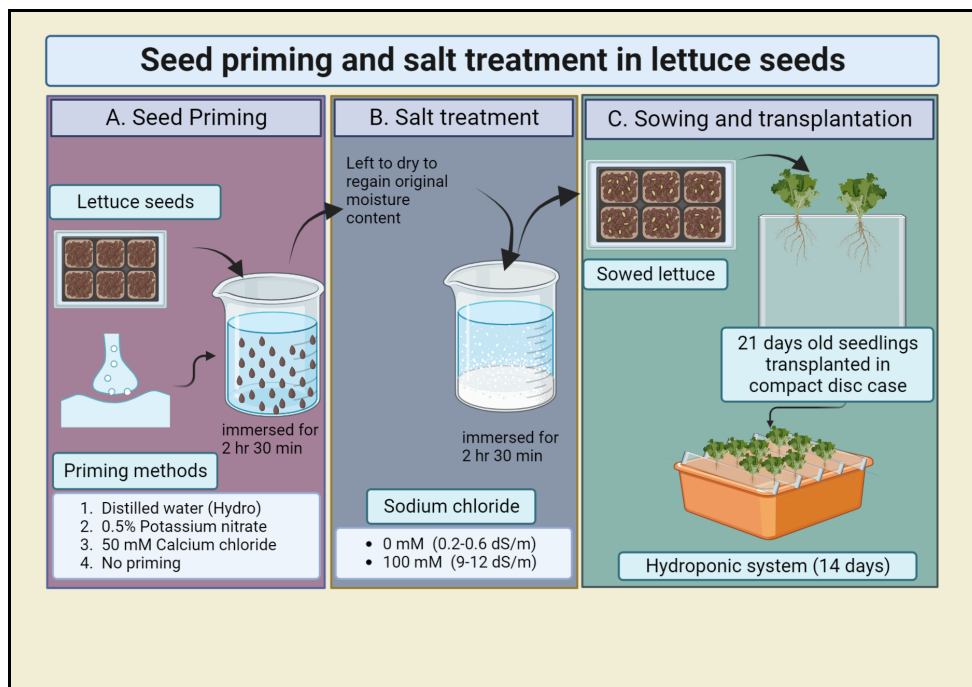 Seed priming and salt treatment in lettuce seeds
A. Seed Priming
Lettuce seeds
immersed for
2 hr 30 min
Priming methods
1. Distilled water (Hydro)
2. 0.5% Potassium nitrate
3. 50 mM Calcium chloride
4. No priming
B. Salt treatment
Left to dry to
regain original
moisture
content
immersed for
2 hr 30 min
Sodium chloride
• 0 mM (0.2-0.6 dS/m)
• 100 mM (9-12 dS/m)
C. Sowing and transplantation
Sowed lettuce
21 days old seedlings
transplanted in
compact disc case
Hydroponic system (14 days)